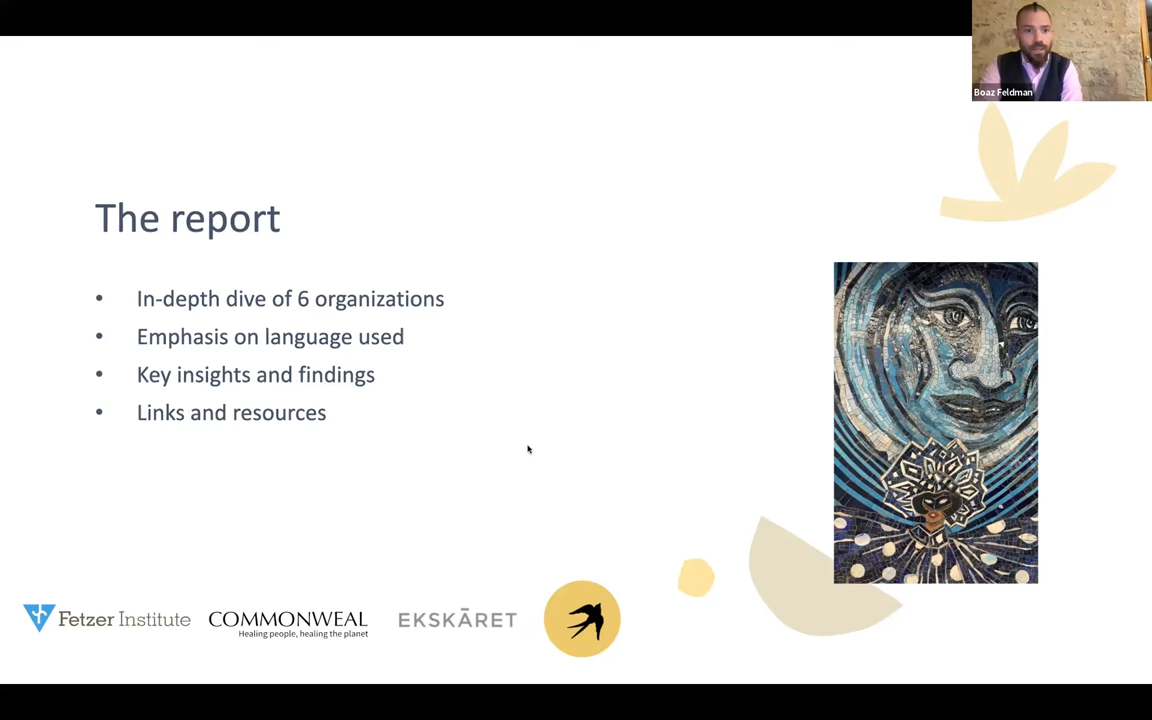 Boaz Feldman
The report
• In-depth dive of 6 organizations
• Emphasis on language used
• Key insights and findings
• Links and resources
Fetzer Institute
COMMONWEAL
Healing people, healing the planet
EKSKÄRET